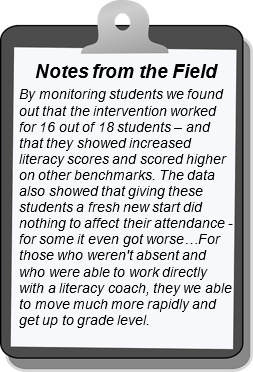 Notes from the Field
By monitoring students we found
out that the intervention worked
for 16 out of 18 students – and
that they showed increased
literacy scores and scored higher
on other benchmarks. The data
also showed that giving these
students a fresh new start did
nothing to affect their attendance -
for some it even got worse…For
those who weren't absent and
who were able to work directly
with a literacy coach, they we able
to move much more rapidly and
get up to grade level.